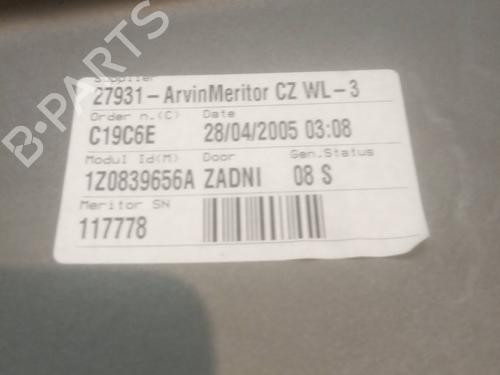 B-PARTS
Supplier
27931-ArvinMeritor CZ WL-3
Order n.(C) Date
C19C6E 28/04/2005 03:08
Modul Id(M) Door Gen.Status
1Z0839656A ZADNI 08 S
Meritor SN
117778